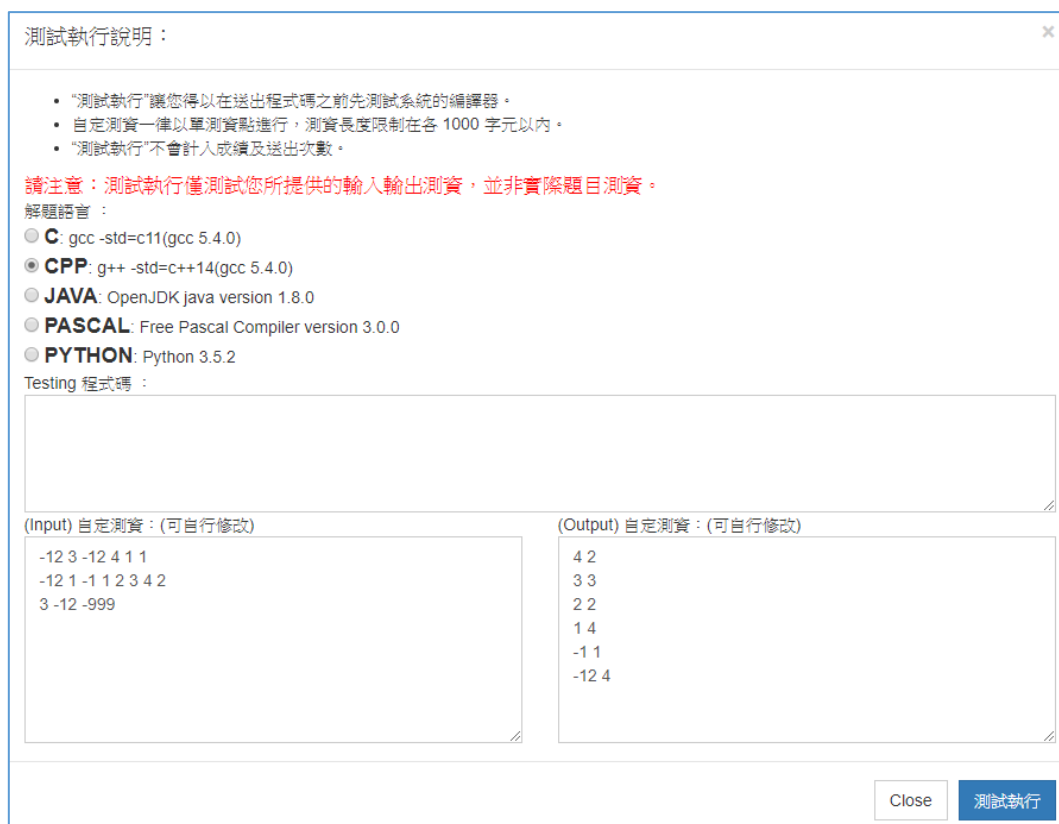 測試執行說明：
×
• “測試執行”讓您得以在送出程式碼之前先測試系統的編譯器。
• 自定測資一律以單測資點進行，測資長度限制在各 1000 字元以內。
• “測試執行”不會計入成績及送出次數。
請注意：測試執行僅測試您所提供的輸入輸出測資，並非實際題目測資。
解題語言 ：
C: gcc -std=c11(gcc 5.4.0)
CPP: g++ -std=c++14(gcc 5.4.0)
JAVA: OpenJDK java version 1.8.0
PASCAL: Free Pascal Compiler version 3.0.0
PYTHON: Python 3.5.2
Testing 程式碼 ：
(Input) 自定測資：(可自行修改)
-12 3 -12 4 1 1
-12 1 -1 1 2 3 4 2
3 -12 -999
(Output) 自定測資：(可自行修改)
4 2
3 3
2 2
1 4
-1 1
-12 4
Close
測試執行